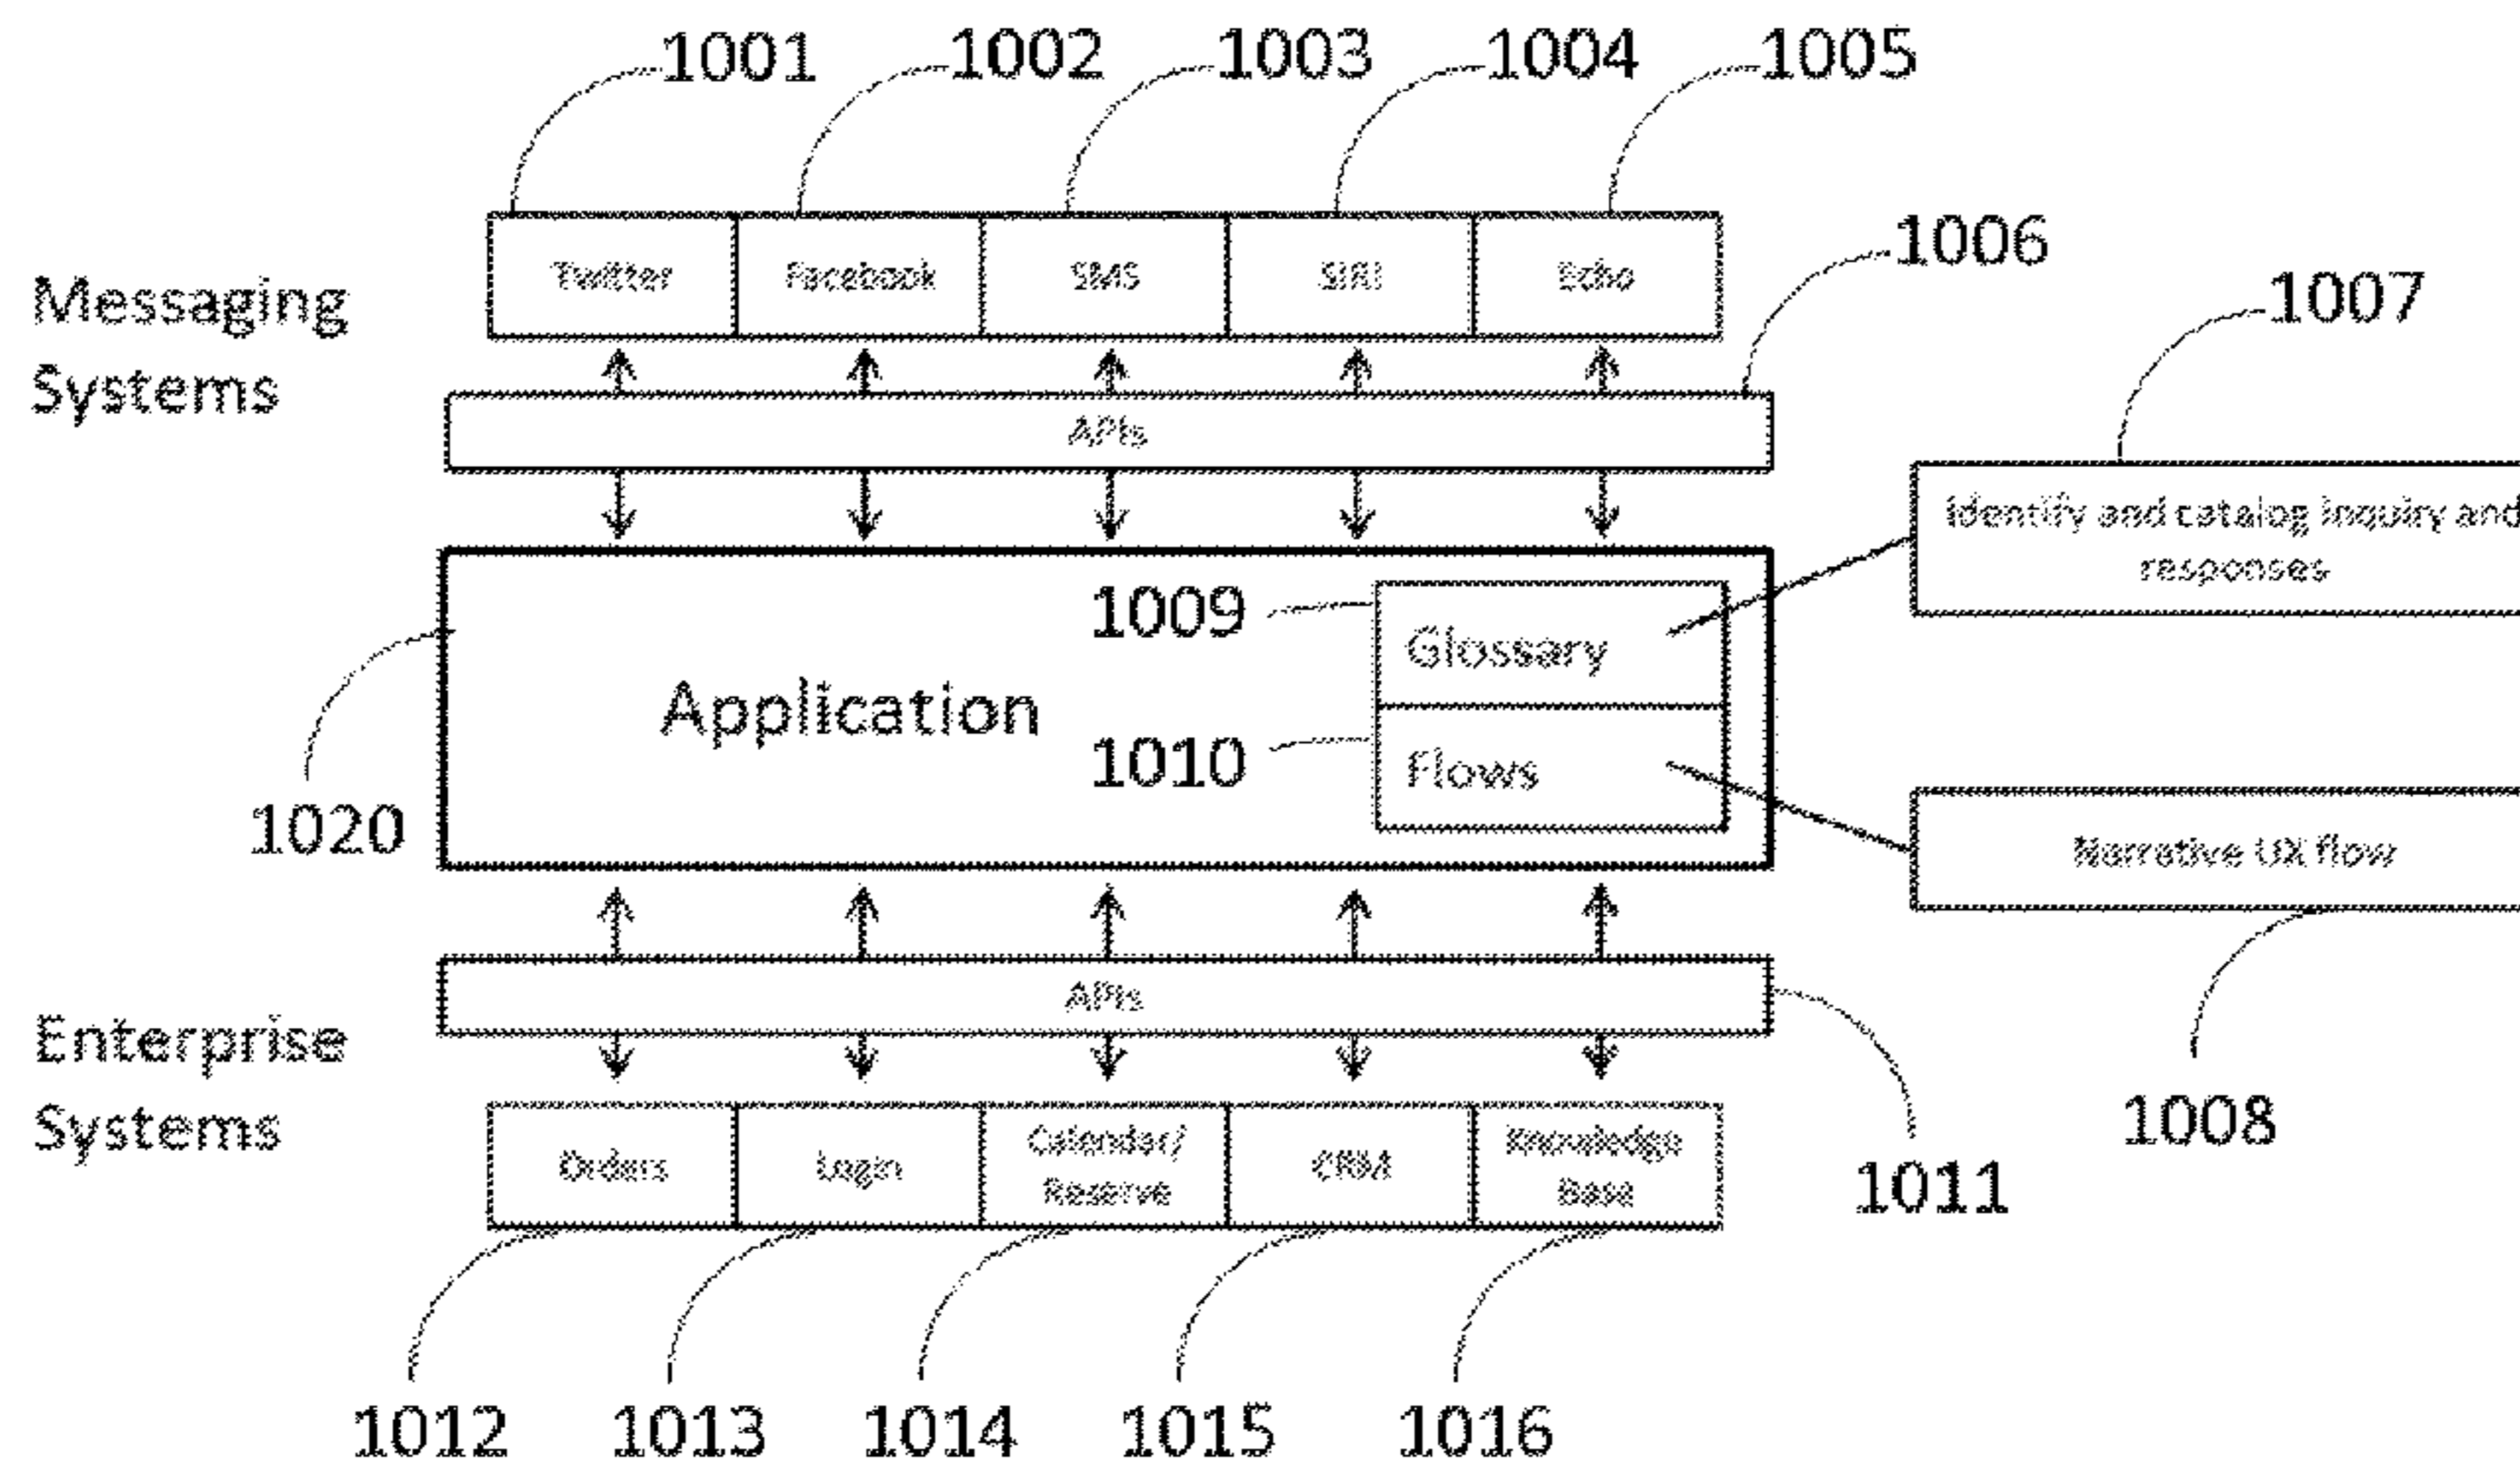 1001 1002 1003 1004 1005
1006
1007
Messaging
Systems
Twitter Facebook SMS SIRI Echo
APIs
Identify and catalog inquiry and
responses
1009
Glossary
Application
1010
Flows
1020
Narrative UX flow
1008
APIs
1011
Enterprise
Systems
Orders Login Calendar/
Reserve CRM Knowledge
Base
1012 1013 1014 1015 1016